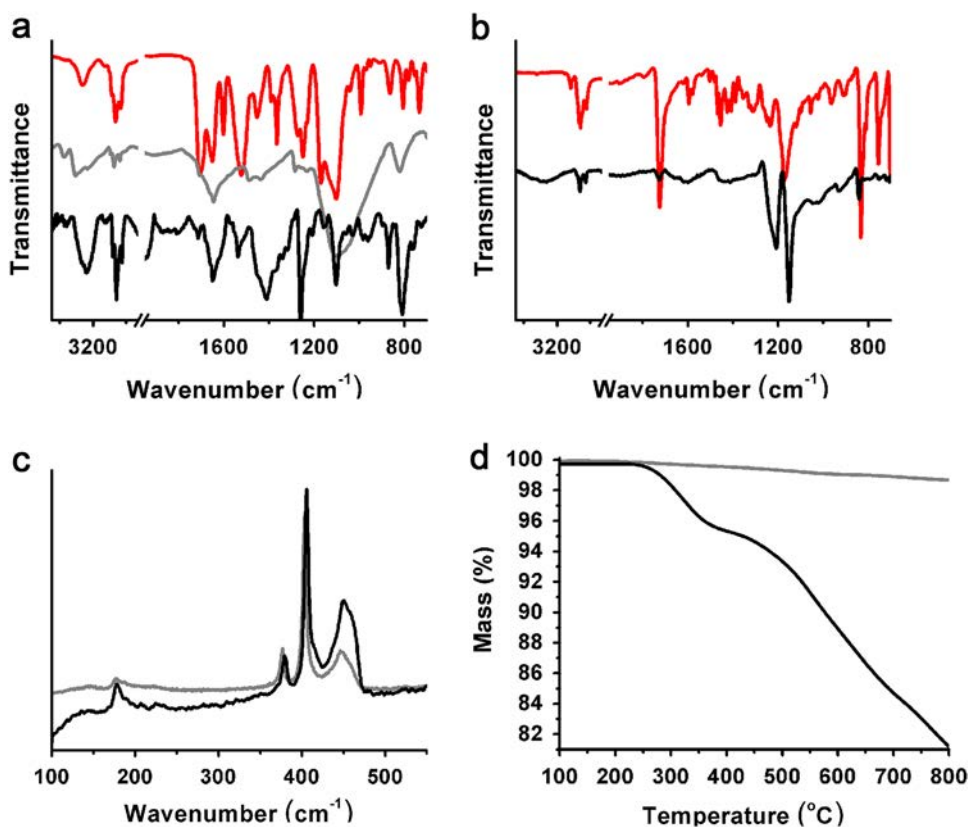 a
Transmittance
3200 1600 1200 800
Wavenumber (cm-1)
b
Transmittance
3200 1600 1200 800
Wavenumber (cm-1)
c
100 200 300 400 500
Wavenumber (cm-1)
d
100
98
96
94
92
90
88
86
84
82
Mass (%)
100 200 300 400 500 600 700 800
Temperature (oC)